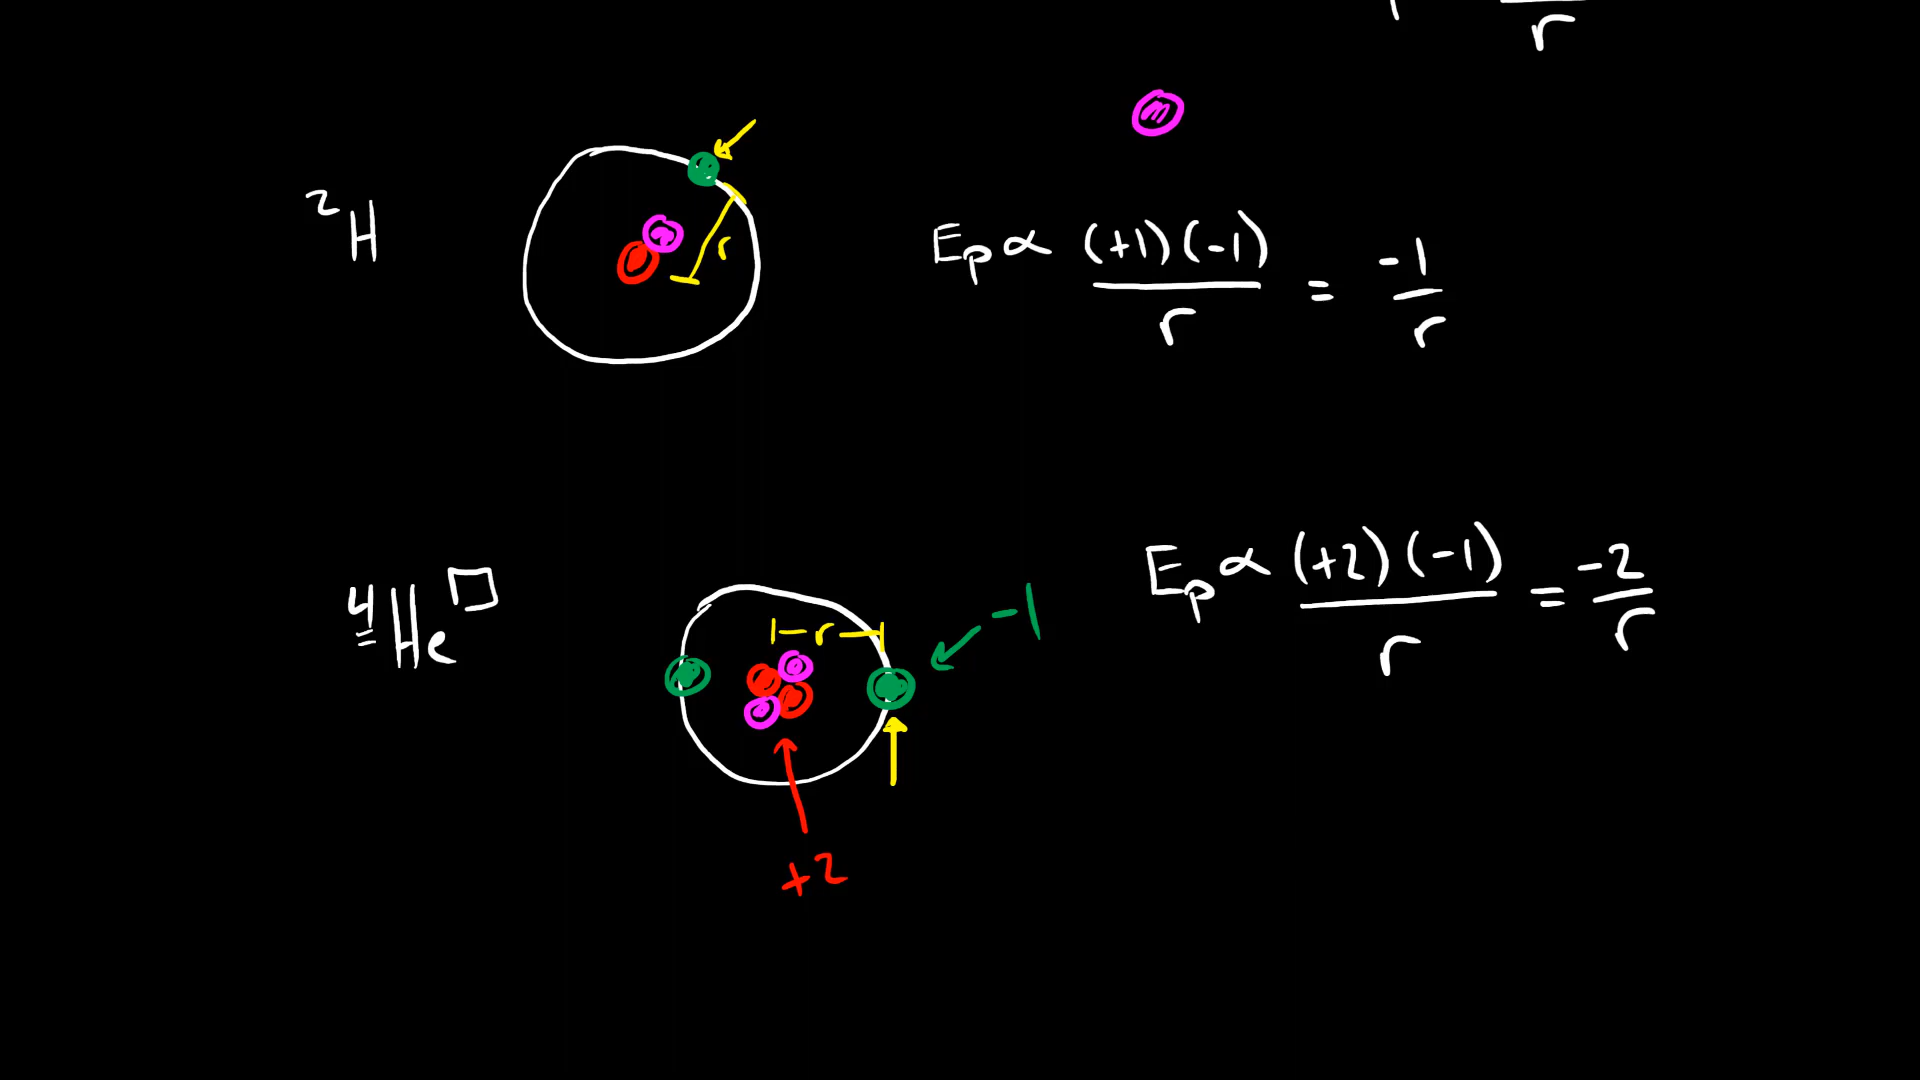 r
m
²H
r
Eₚ ∝ (+1)(-1)/r = -1/r
⁴He
r
-1
+2
Eₚ ∝ (+2)(-1)/r = -2/r